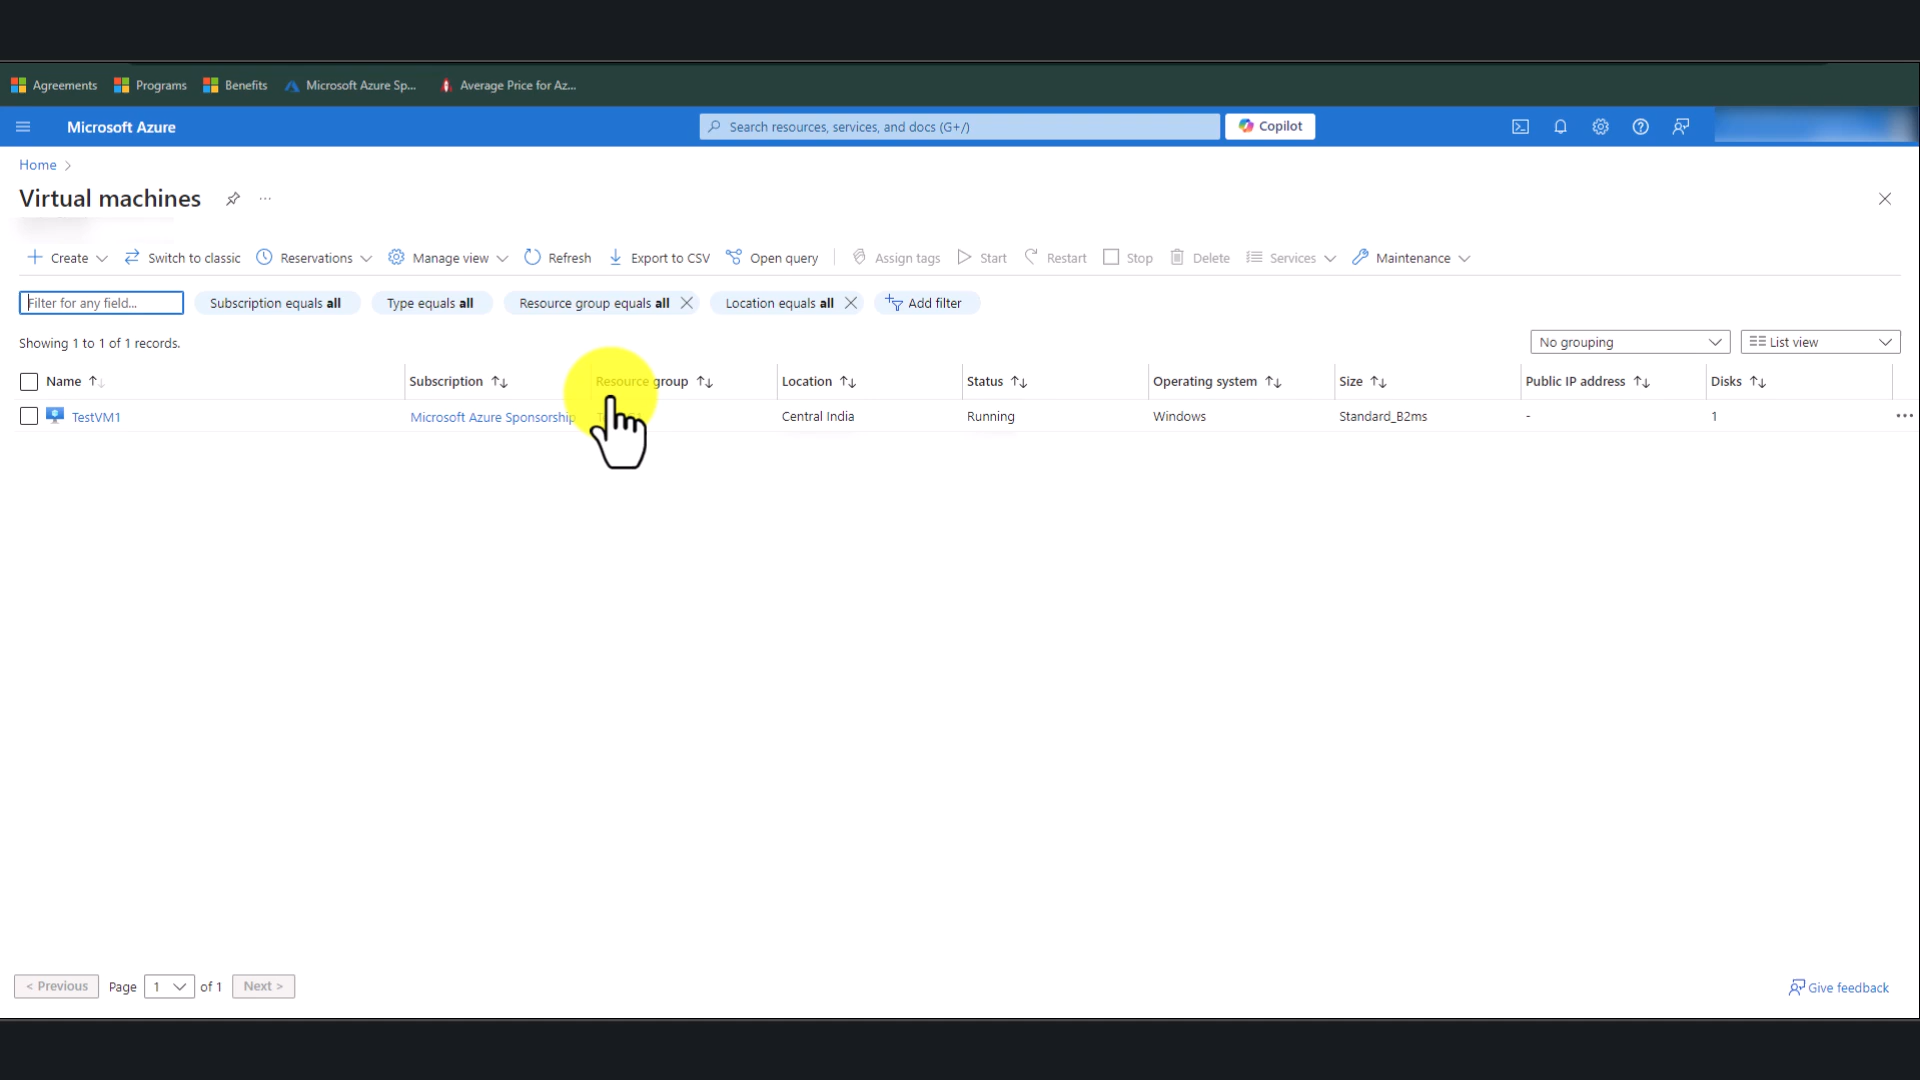 Agreements Programs Benefits Microsoft Azure Sp... Average Price for Az...
Microsoft Azure Search resources, services, and docs (G+/) Copilot
Home >
Virtual machines ...
+ Create Switch to classic Reservations Manage view Refresh Export to CSV Open query Assign tags Start Restart Stop Delete Services Maintenance
Filter for any field... Subscription equals all Type equals all Resource group equals all Location equals all Add filter
Showing 1 to 1 of 1 records. No grouping List view
Name Subscription Resource group Location Status Operating system Size Public IP address Disks
TestVM1 Microsoft Azure Sponsorship Central India Running Windows Standard_B2ms - 1 ...
< Previous Page 1 of 1 Next > Give feedback